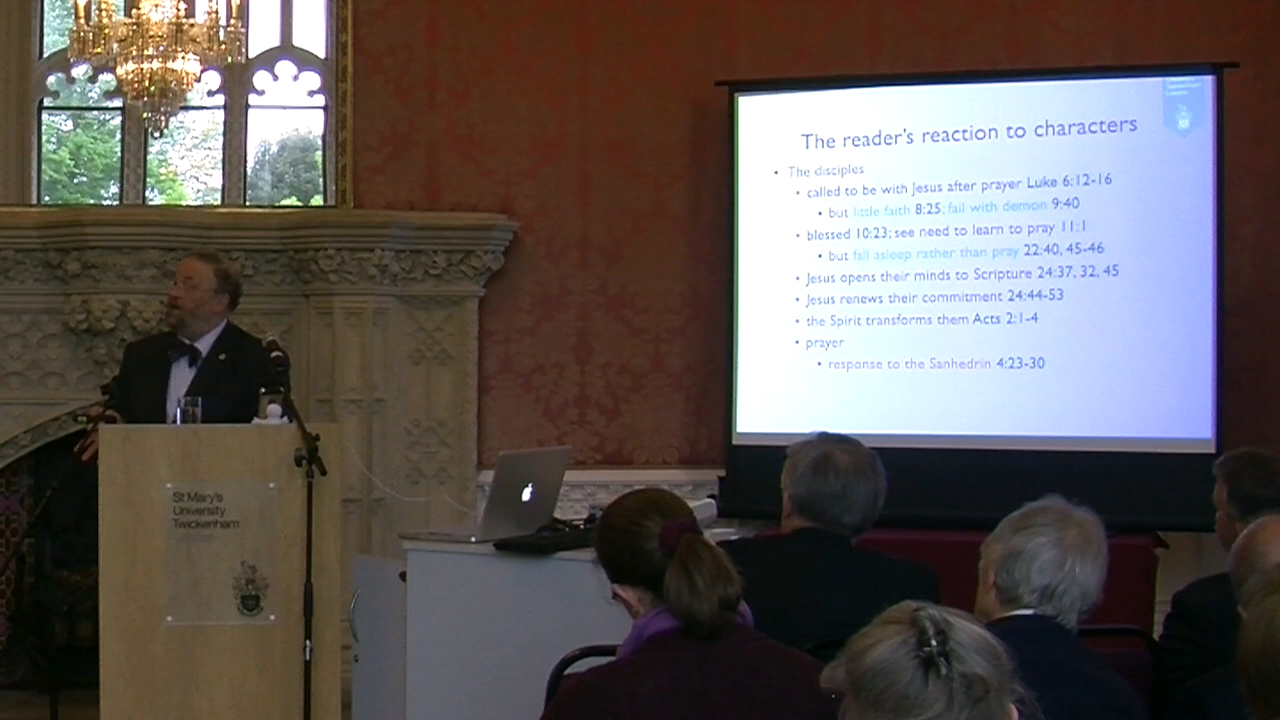 The reader's reaction to characters
• The disciples
• called to be with Jesus after prayer Luke 6:12-16
• but little faith 8:25; fail with demon 9:40
• blessed 10:23; see need to learn to pray 11:1
• but fall asleep rather than pray 22:40, 45-46
• Jesus opens their minds to Scripture 24:37, 32, 45
• Jesus renews their commitment 24:44-53
• the Spirit transforms them Acts 2:1-4
• prayer
• response to the Sanhedrin 4:23-30
St Mary's
University
Twickenham